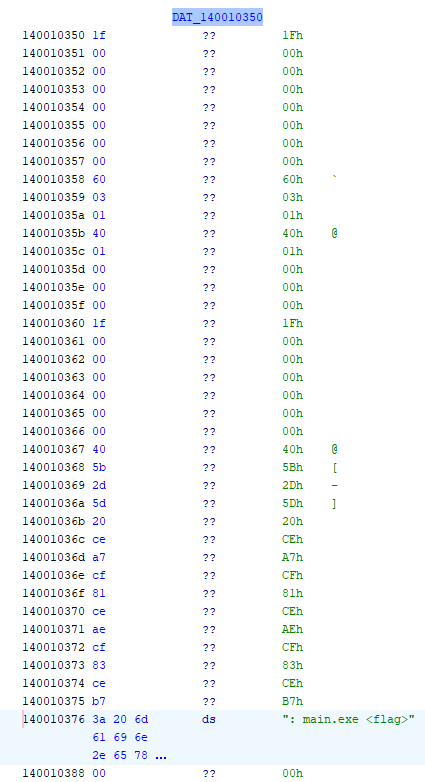 DAT_140010350
140010350 1f ?? 1Fh
140010351 00 ?? 00h
140010352 00 ?? 00h
140010353 00 ?? 00h
140010354 00 ?? 00h
140010355 00 ?? 00h
140010356 00 ?? 00h
140010357 00 ?? 00h
140010358 60 ?? 60h `
140010359 03 ?? 03h
14001035a 01 ?? 01h
14001035b 40 ?? 40h @
14001035c 01 ?? 01h
14001035d 00 ?? 00h
14001035e 00 ?? 00h
14001035f 00 ?? 00h
140010360 1f ?? 1Fh
140010361 00 ?? 00h
140010362 00 ?? 00h
140010363 00 ?? 00h
140010364 00 ?? 00h
140010365 00 ?? 00h
140010366 00 ?? 00h
140010367 40 ?? 40h @
140010368 5b ?? 5Bh [
140010369 2d ?? 2Dh -
14001036a 5d ?? 5Dh ]
14001036b 20 ?? 20h
14001036c ce ?? CEh
14001036d a7 ?? A7h
14001036e cf ?? CFh
14001036f 81 ?? 81h
140010370 ce ?? CEh
140010371 ae ?? AEh
140010372 cf ?? CFh
140010373 83 ?? 83h
140010374 ce ?? CEh
140010375 b7 ?? B7h
140010376 3a 20 6d ds ": main.exe <flag>"
61 69 6e
2e 65 78 ...
140010388 00 ?? 00h